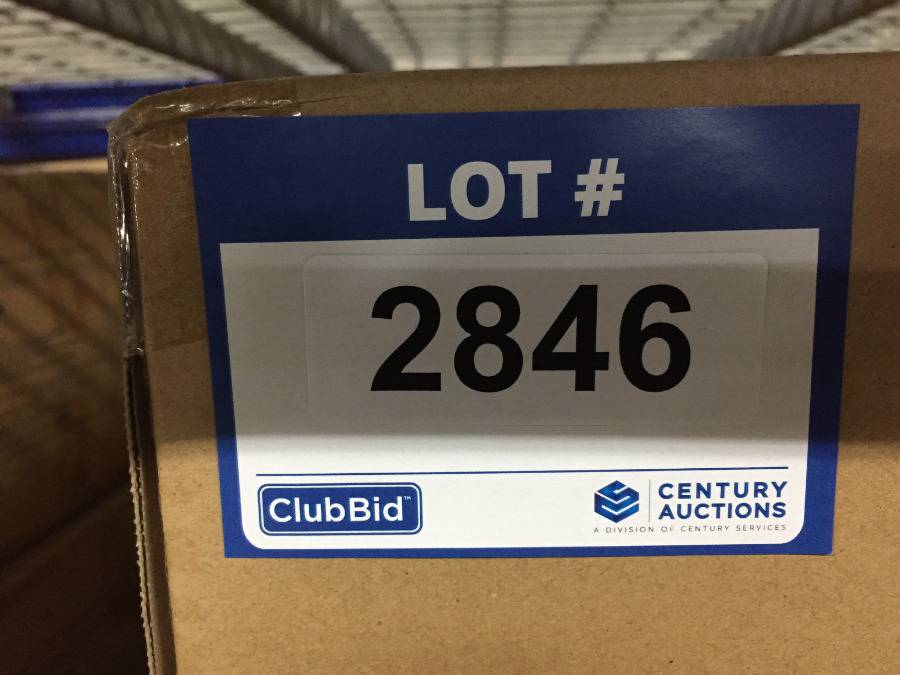 LOT #
2846
ClubBid™
CENTURY
AUCTIONS
A DIVISION OF CENTURY SERVICES